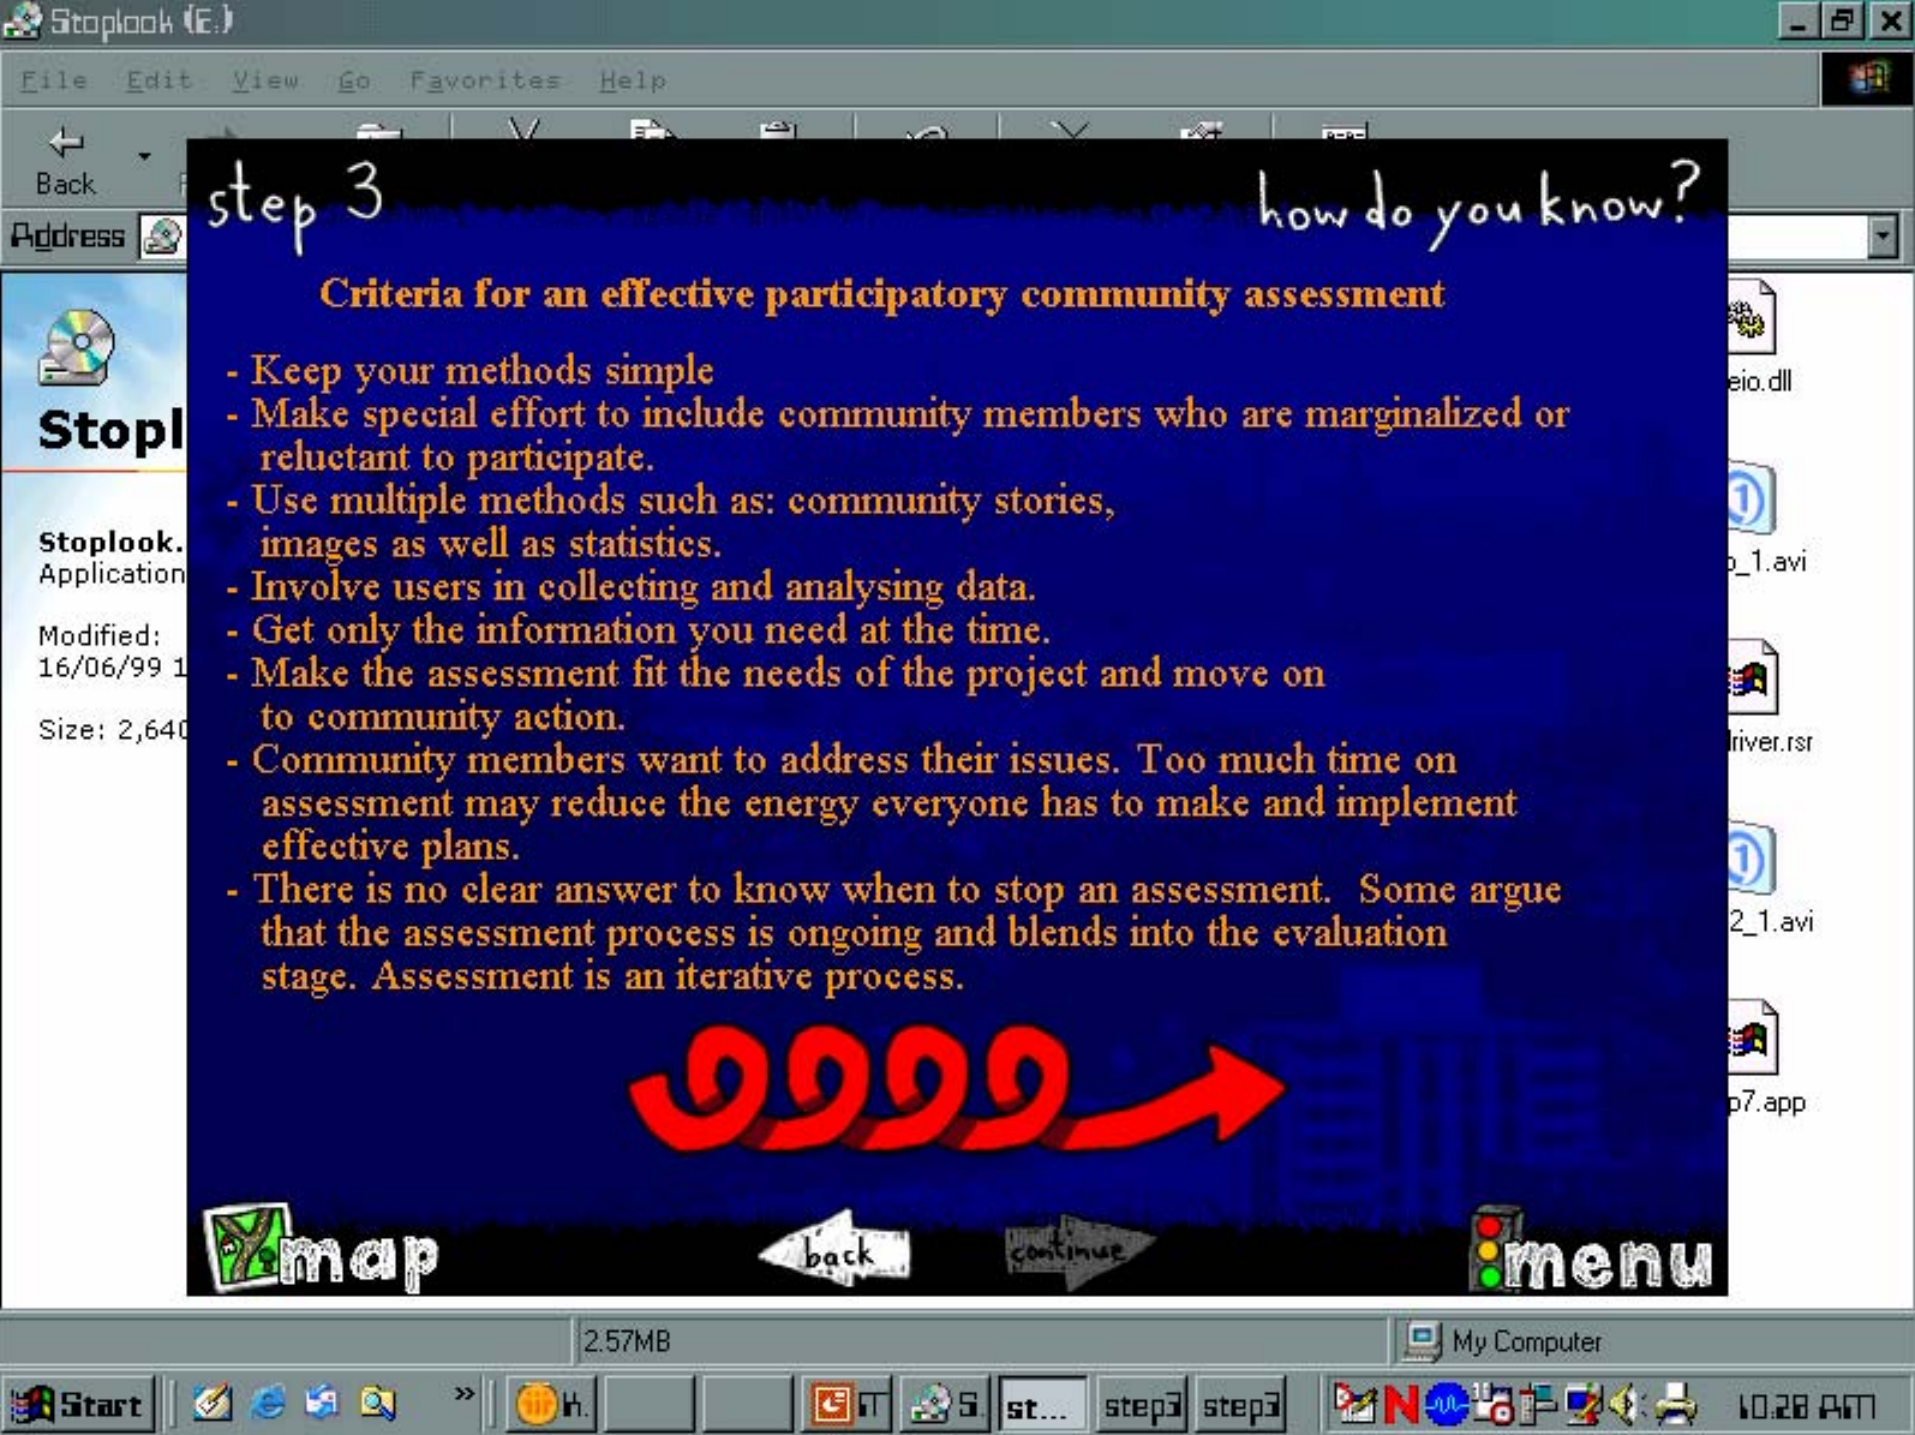 Stoplook (E:)
File Edit View Go Favorites Help
Back
Address
step 3
how do you know?
Criteria for an effective participatory community assessment
- Keep your methods simple
- Make special effort to include community members who are marginalized or
reluctant to participate.
- Use multiple methods such as: community stories,
images as well as statistics.
- Involve users in collecting and analysing data.
- Get only the information you need at the time.
- Make the assessment fit the needs of the project and move on
to community action.
- Community members want to address their issues. Too much time on
assessment may reduce the energy everyone has to make and implement
effective plans.
- There is no clear answer to know when to stop an assessment.  Some argue
that the assessment process is ongoing and blends into the evaluation
stage. Assessment is an iterative process.
map
back
continue
menu
Stopl
Stoplook.
Application
Modified:
16/06/99 1
Size: 2,640
eio.dll
_1.avi
river.rsr
2_1.avi
p7.app
2.57MB
My Computer
Start
»
S.
st...
step3
step3
10:28 AM